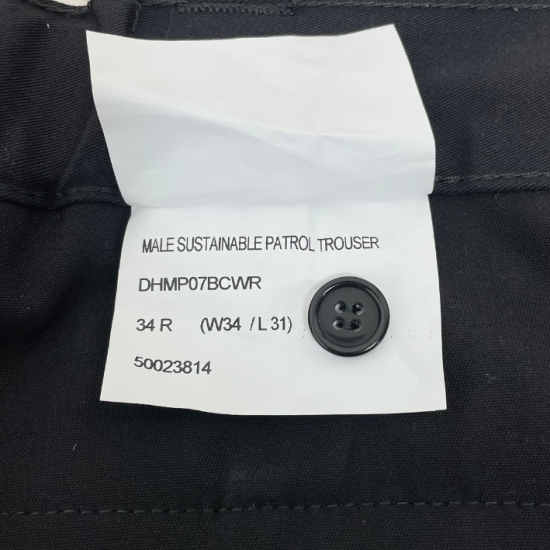 MALE SUSTAINABLE PATROL TROUSER
DHMP07BCWR
34 R (W34 / L 31)
50023814